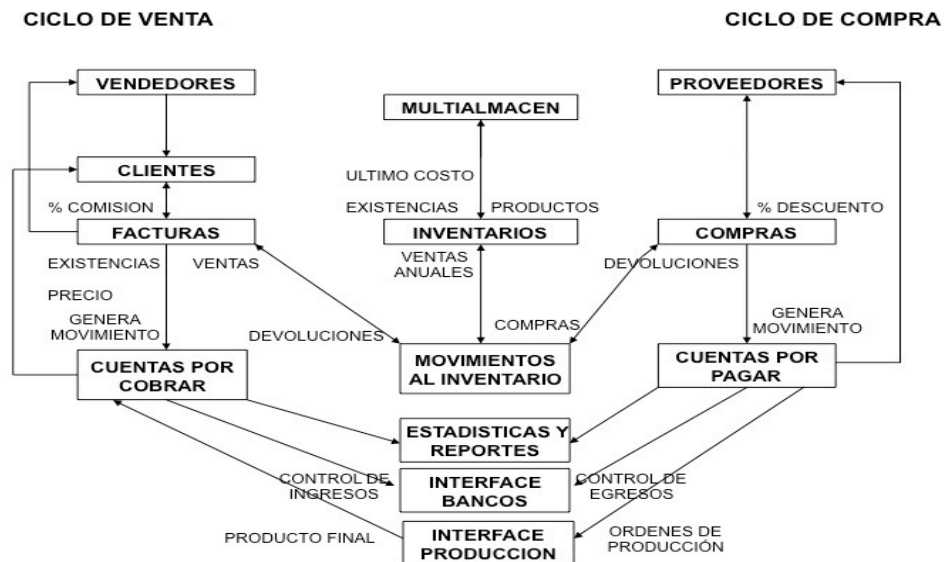 CICLO DE VENTA
CICLO DE COMPRA
VENDEDORES
PROVEEDORES
MULTIALMACEN
CLIENTES
ULTIMO COSTO
% COMISION
EXISTENCIAS
PRODUCTOS
% DESCUENTO
FACTURAS
INVENTARIOS
COMPRAS
EXISTENCIAS
VENTAS
VENTAS
ANUALES
DEVOLUCIONES
PRECIO
GENERA
MOVIMIENTO
DEVOLUCIONES
COMPRAS
GENERA
MOVIMIENTO
CUENTAS POR
COBRAR
MOVIMIENTOS
AL INVENTARIO
CUENTAS POR
PAGAR
ESTADISTICAS Y
REPORTES
CONTROL DE
INGRESOS
INTERFACE
BANCOS
CONTROL DE
EGRESOS
PRODUCTO FINAL
INTERFACE
PRODUCCION
ORDENES DE
PRODUCCIÓN